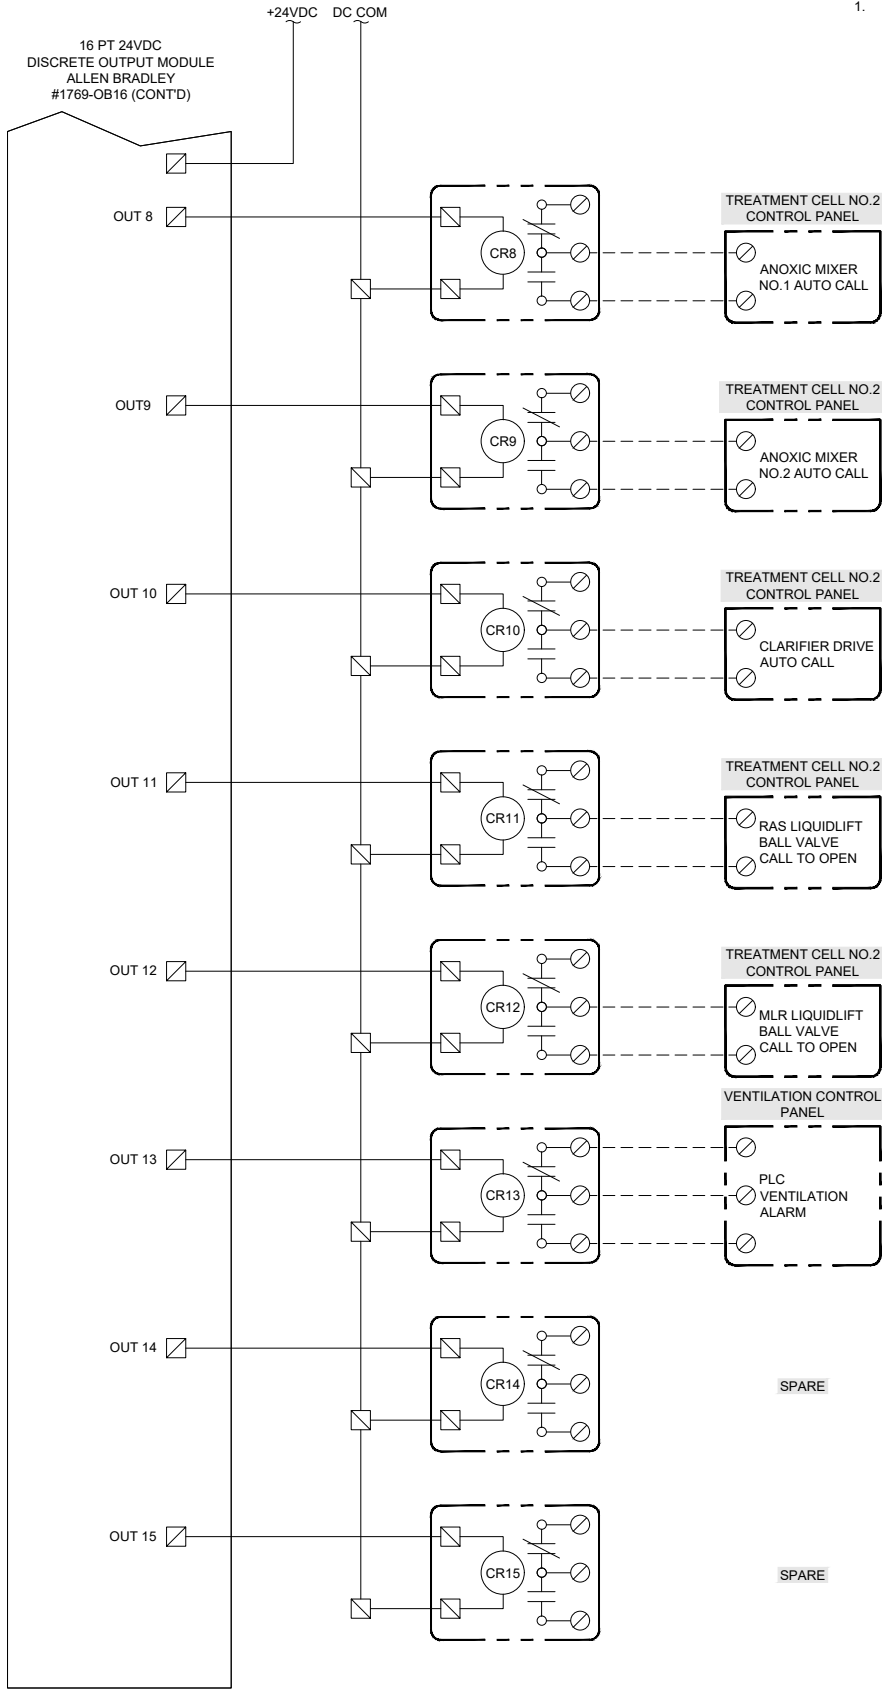 +24VDC DC COM
1.
16 PT 24VDC
DISCRETE OUTPUT MODULE
ALLEN BRADLEY
#1769-OB16 (CONT'D)
OUT 8
CR8
TREATMENT CELL NO.2
CONTROL PANEL
ANOXIC MIXER
NO.1 AUTO CALL
OUT9
CR9
TREATMENT CELL NO.2
CONTROL PANEL
ANOXIC MIXER
NO.2 AUTO CALL
OUT 10
CR10
TREATMENT CELL NO.2
CONTROL PANEL
CLARIFIER DRIVE
AUTO CALL
OUT 11
CR11
TREATMENT CELL NO.2
CONTROL PANEL
RAS LIQUIDLIFT
BALL VALVE
CALL TO OPEN
OUT 12
CR12
TREATMENT CELL NO.2
CONTROL PANEL
MLR LIQUIDLIFT
BALL VALVE
CALL TO OPEN
OUT 13
CR13
VENTILATION CONTROL
PANEL
PLC
VENTILATION
ALARM
OUT 14
CR14
SPARE
OUT 15
CR15
SPARE